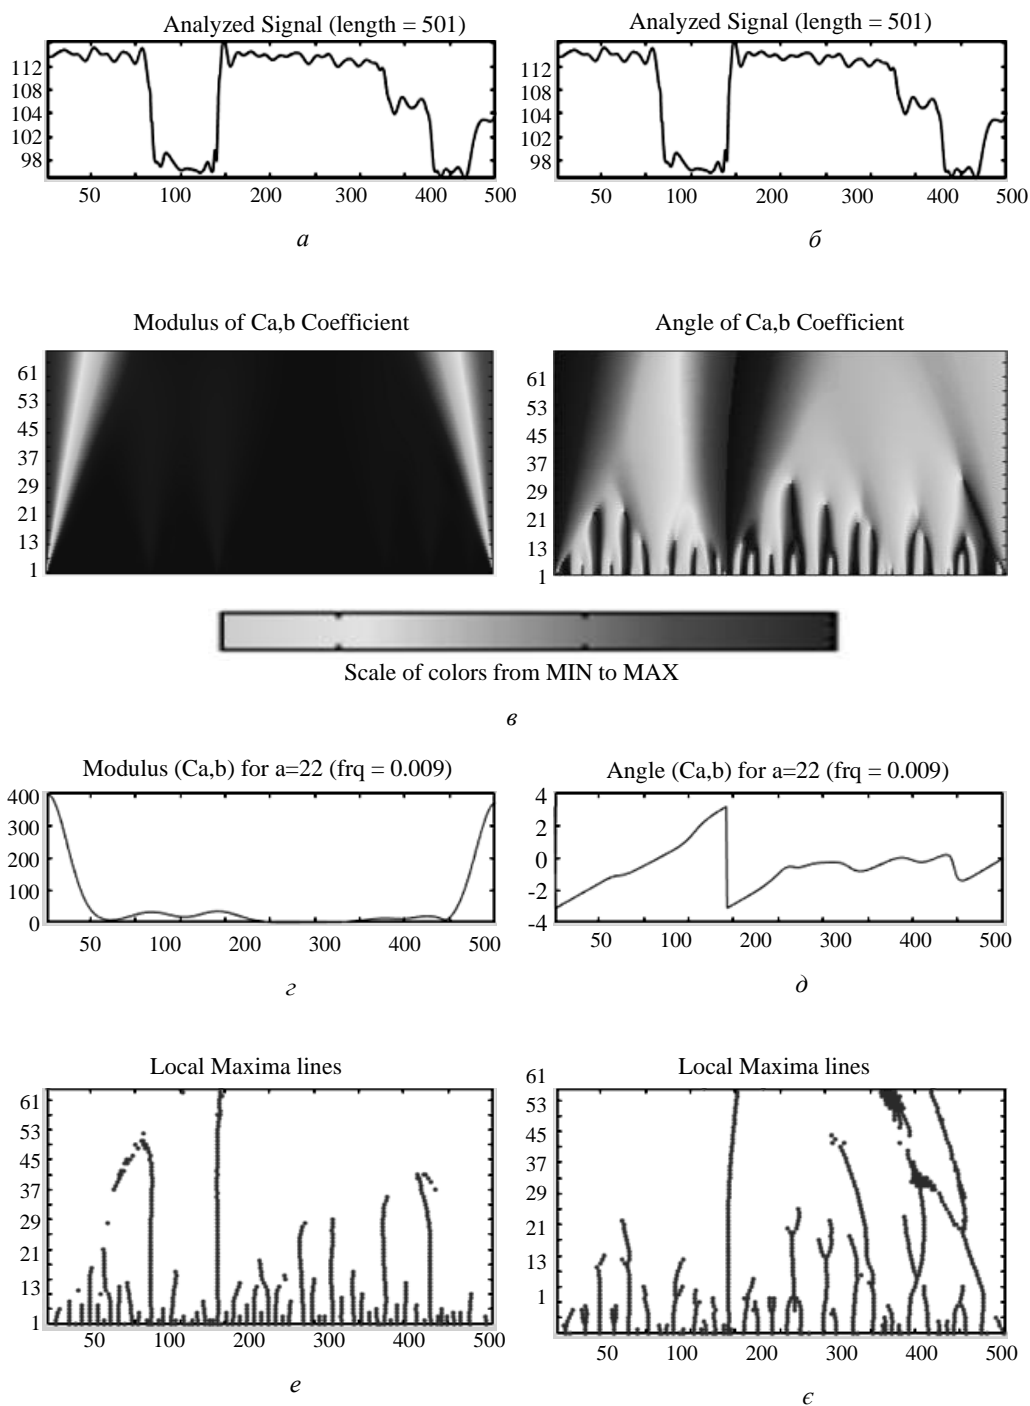 Analyzed Signal (length = 501)
Analyzed Signal (length = 501)
112
108
104
102
98
50 100 200 300 400 500
112
108
104
102
98
50 100 200 300 400 500
а
б
Modulus of Ca,b Coefficient
Angle of Ca,b Coefficient
61
53
45
37
29
21
13
1
61
53
45
37
29
21
13
1
Scale of colors from MIN to MAX
в
Modulus (Ca,b) for a=22 (frq = 0.009)
Angle (Ca,b) for a=22 (frq = 0.009)
400
300
200
100
0
50 100 200 300 400 500
4
2
0
-2
-4
50 100 200 300 400 500
г
д
Local Maxima lines
Local Maxima lines
61
53
45
37
29
21
13
1
50 100 200 300 400 500
61
53
45
37
29
21
13
1
50 100 200 300 400 500
е
є